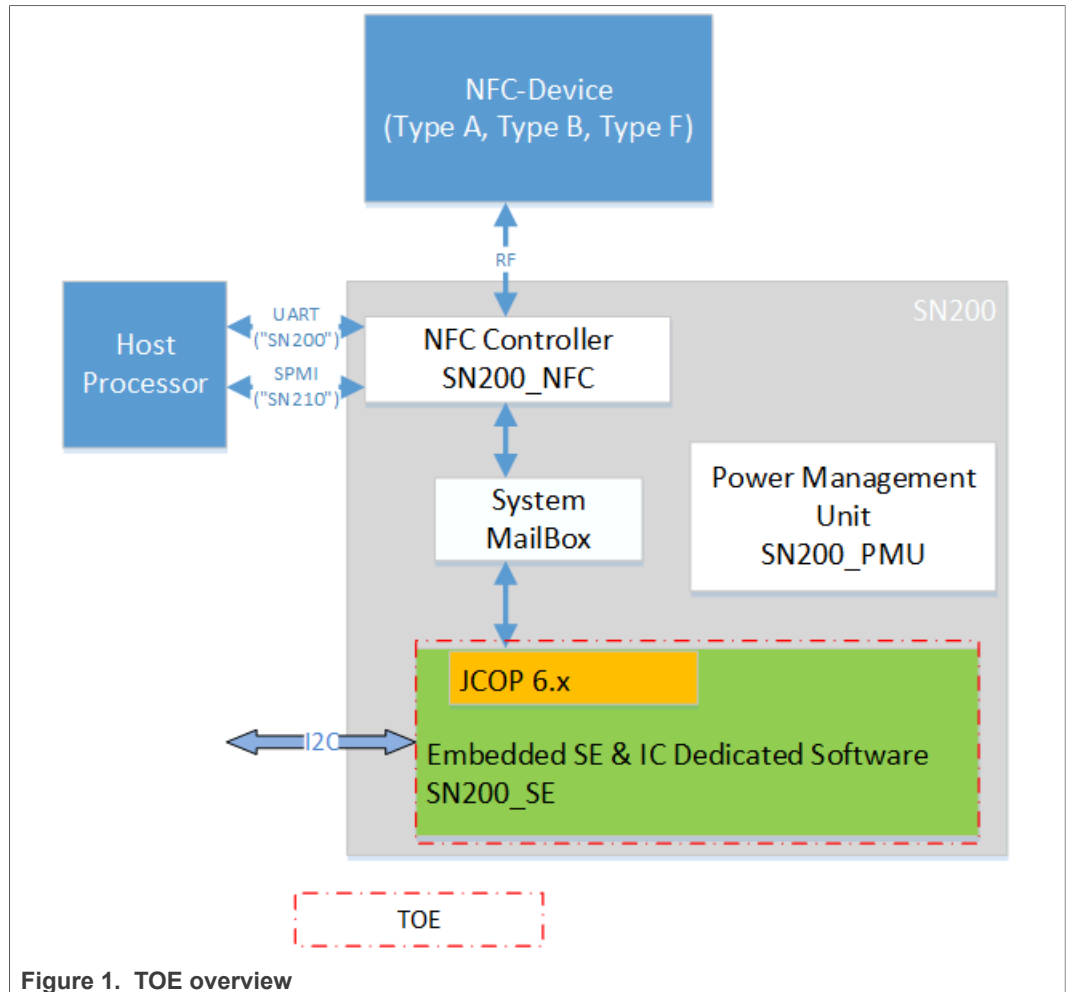 NFC-Device
(Type A, Type B, Type F)
RF
SN200
Host
Processor
UART
("SN200")
SPMI
("SN210")
NFC Controller
SN200_NFC
System
MailBox
Power Management
Unit
SN200_PMU
JCOP 6.x
I2C
Embedded SE & IC Dedicated Software
SN200_SE
TOE
Figure 1. TOE overview